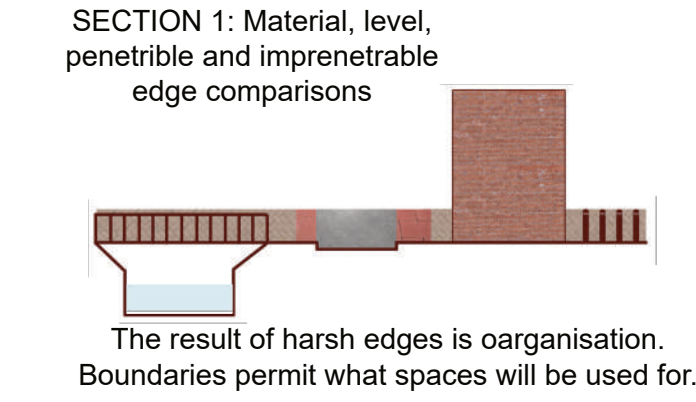 SECTION 1: Material, level,
penetrible and imprenetrable
edge comparisons
The result of harsh edges is oarganisation.
Boundaries permit what spaces will be used for.